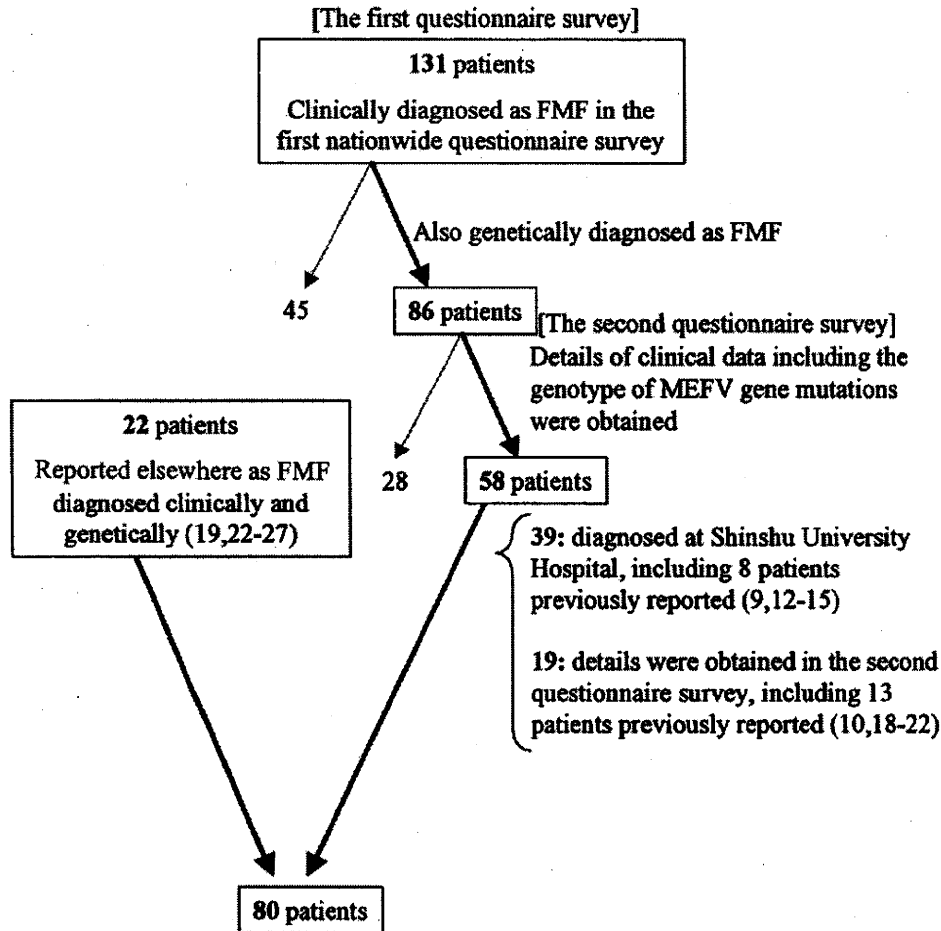 [The first questionnaire survey]
131 patients
Clinically diagnosed as FMF in the
first nationwide questionnaire survey
Also genetically diagnosed as FMF
45
86 patients
[The second questionnaire survey]
Details of clinical data including the
genotype of MEFV gene mutations
were obtained
22 patients
Reported elsewhere as FMF
diagnosed clinically and
genetically (19,22-27)
28
58 patients
39: diagnosed at Shinshu University
Hospital, including 8 patients
previously reported (9,12-15)
19: details were obtained in the second
questionnaire survey, including 13
patients previously reported (10,18-22)
80 patients